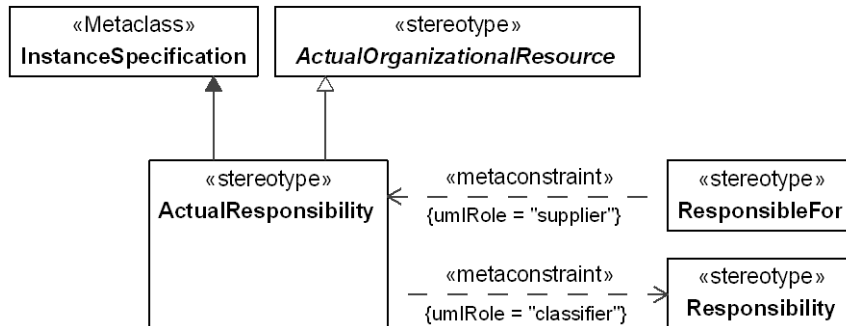 «Metaclass»
InstanceSpecification
«stereotype»
ActualOrganizationalResource
«stereotype»
ActualResponsibility
«metaconstraint»
{umlRole = "supplier"}
«stereotype»
ResponsibleFor
«metaconstraint»
{umlRole = "classifier"}
«stereotype»
Responsibility